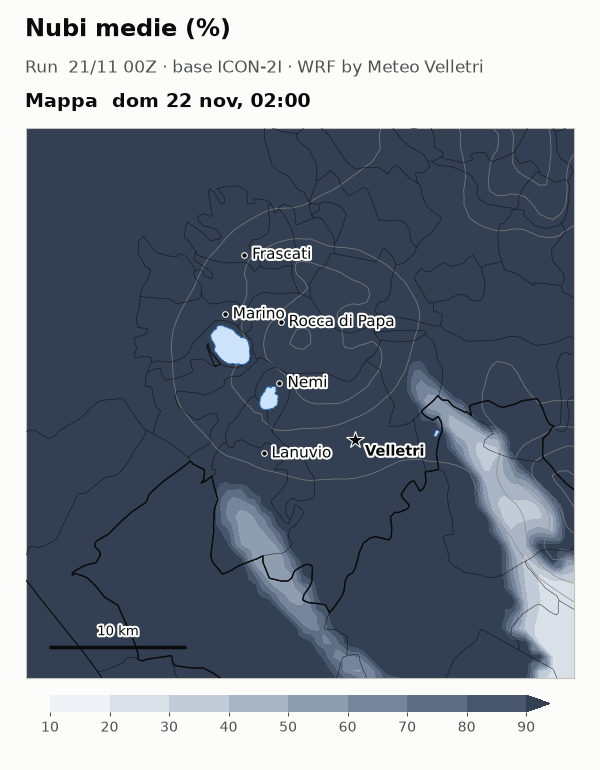 Nubi medie (%)
Run  21/11 00Z · base ICON-2I · WRF by Meteo Velletri
Mappa  dom 22 nov, 02:00
Frascati
Marino
Rocca di Papa
Nemi
Velletri
Lanuvio
10 km
10 20 30 40 50 60 70 80 90